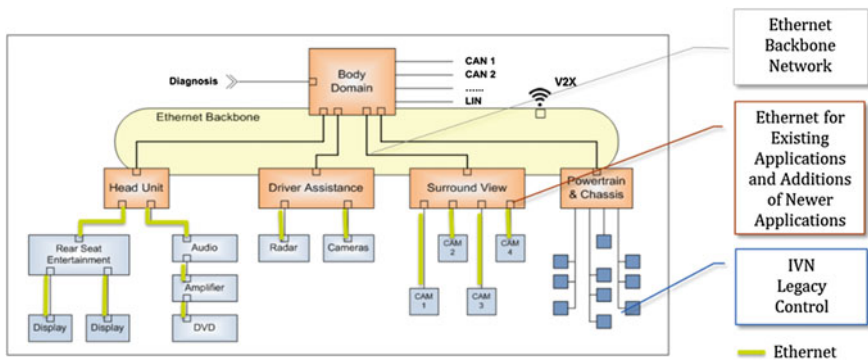 Diagnosis
Body
Domain
CAN 1
CAN 2
......
LIN
V2X
Ethernet Backbone
Head Unit
Driver Assistance
Surround View
Powertrain
& Chassis
Rear Seat
Entertainment
Audio
Radar
Cameras
CAM
2
CAM
4
Amplifier
CAM
1
CAM
3
Display
Display
DVD
Ethernet
Backbone
Network
Ethernet for
Existing
Applications
and Additions
of Newer
Applications
IVN
Legacy
Control
Ethernet